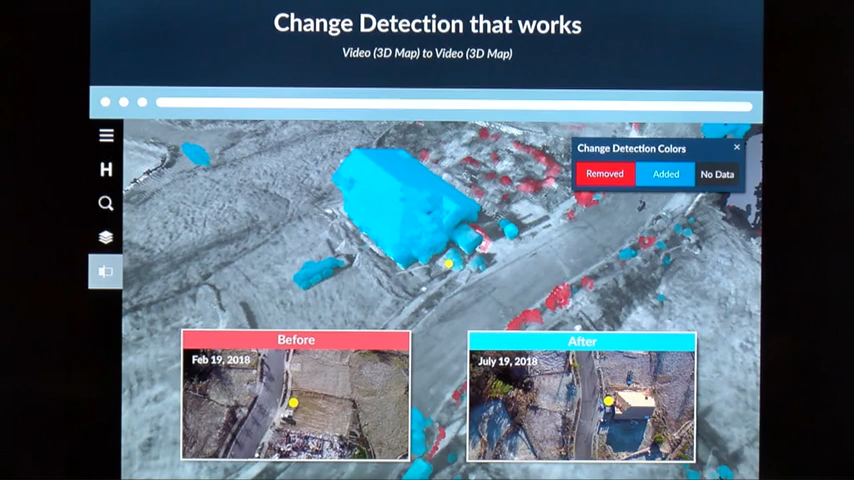 Change Detection that works
Video (3D Map) to Video (3D Map)
H
Change Detection Colors
Removed
Added
No Data
Before
Feb 19, 2018
After
July 19, 2018